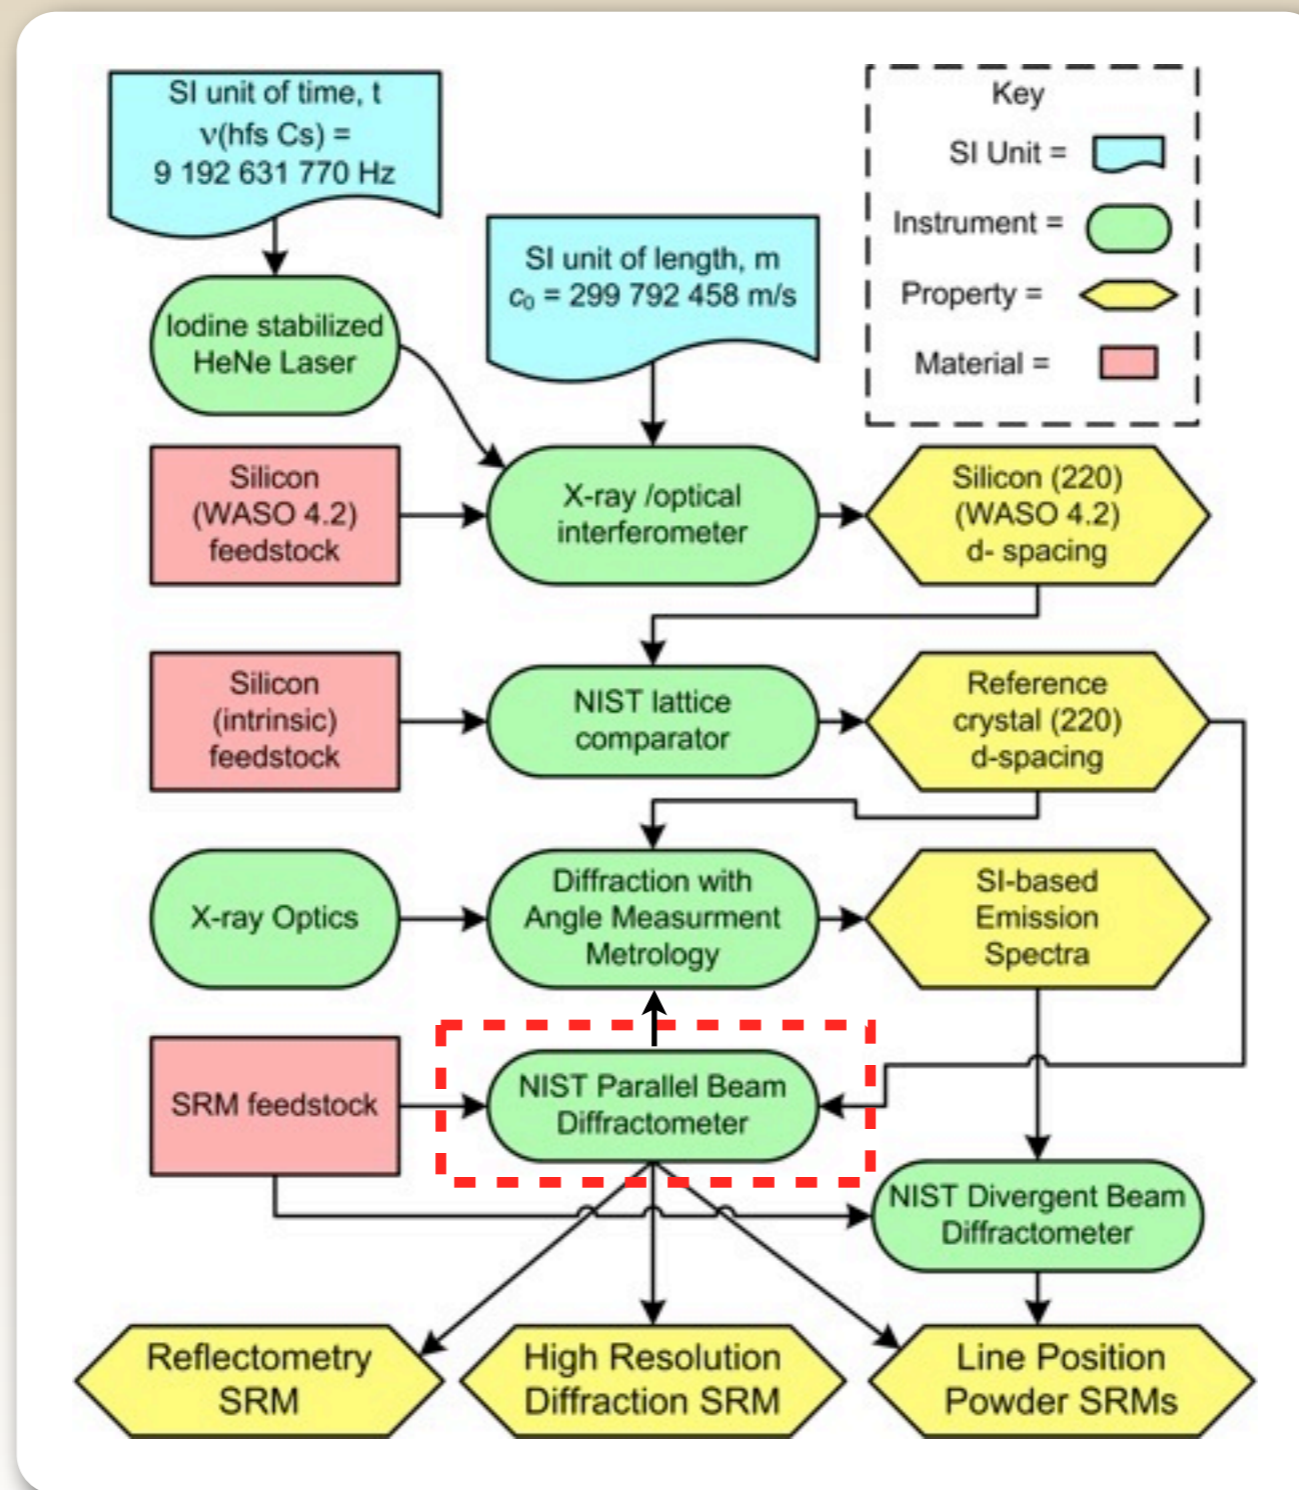 SI unit of time, t
ν(hfs Cs) =
9 192 631 770 Hz
Key
SI Unit =
Instrument =
Property =
Material =
SI unit of length, m
c₀ = 299 792 458 m/s
Iodine stabilized
HeNe Laser
Silicon
(WASO 4.2)
feedstock
X-ray /optical
interferometer
Silicon (220)
(WASO 4.2)
d- spacing
Silicon
(intrinsic)
feedstock
NIST lattice
comparator
Reference
crystal (220)
d-spacing
X-ray Optics
Diffraction with
Angle Measurment
Metrology
SI-based
Emission
Spectra
SRM feedstock
NIST Parallel Beam
Diffractometer
NIST Divergent Beam
Diffractometer
Reflectometry
SRM
High Resolution
Diffraction SRM
Line Position
Powder SRMs